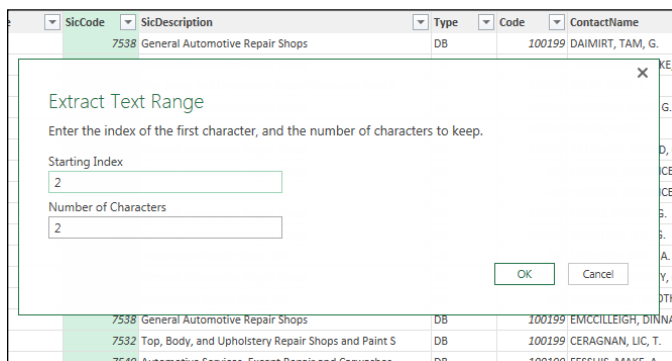 SicCode SicDescription Type Code ContactName
7538 General Automotive Repair Shops DB 100199 DAIMIRT, TAM, G.
Extract Text Range
Enter the index of the first character, and the number of characters to keep.
Starting Index
2
Number of Characters
2
OK Cancel
7538 General Automotive Repair Shops DB 100199 EMCCILLEIGH, DINNA
7532 Top, Body, and Upholstery Repair Shops and Paint S DB 100199 CERAGNAN, LIC, T.